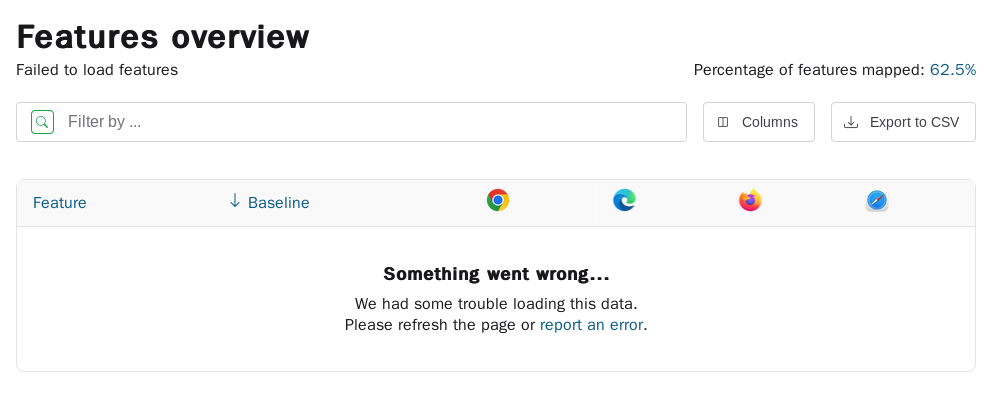 Features overview
Failed to load features
Percentage of features mapped: 62.5%
Filter by ...
Columns
Export to CSV
Feature
Baseline
Something went wrong...
We had some trouble loading this data.
Please refresh the page or report an error.